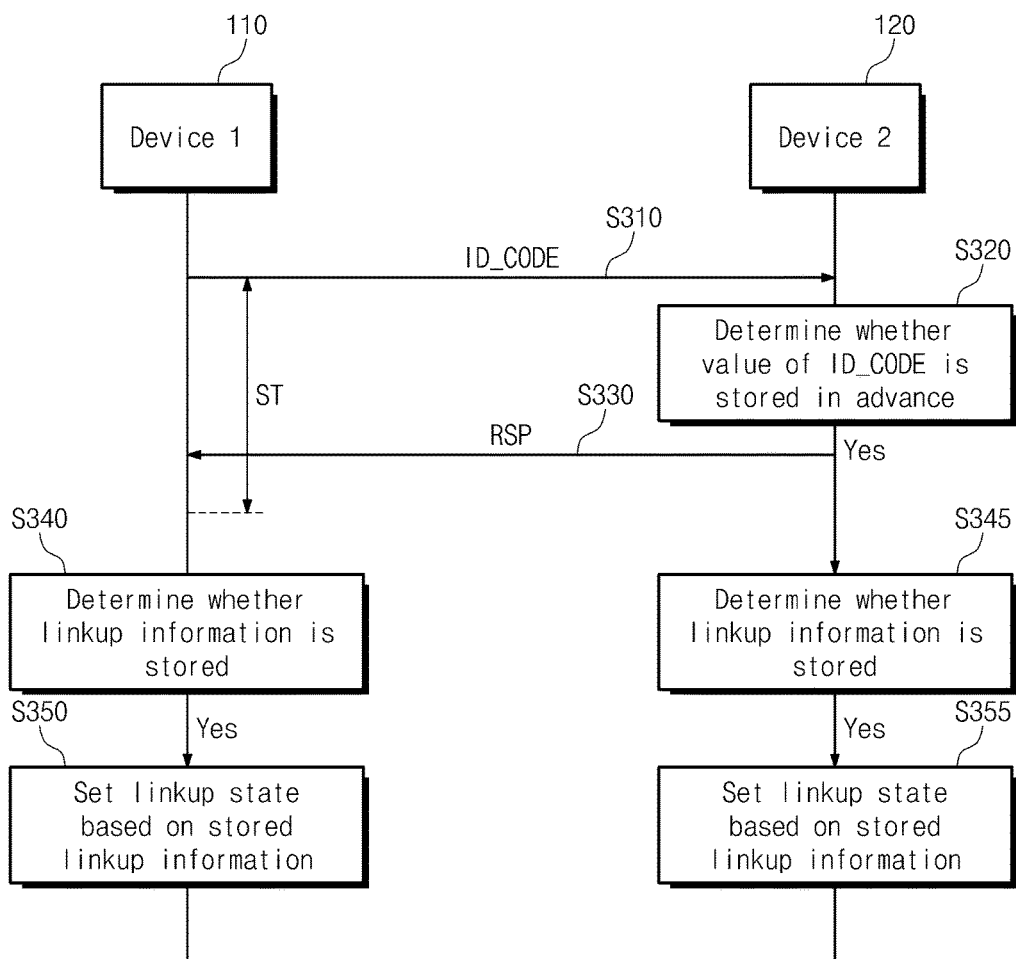 110
120
Device 1
Device 2
S310
ID_CODE
S320
Determine whether
value of ID_CODE is
stored in advance
ST
S330
RSP
Yes
S340
S345
Determine whether
linkup information is
stored
Determine whether
linkup information is
stored
S350
Yes
S355
Yes
Set linkup state
based on stored
linkup information
Set linkup state
based on stored
linkup information